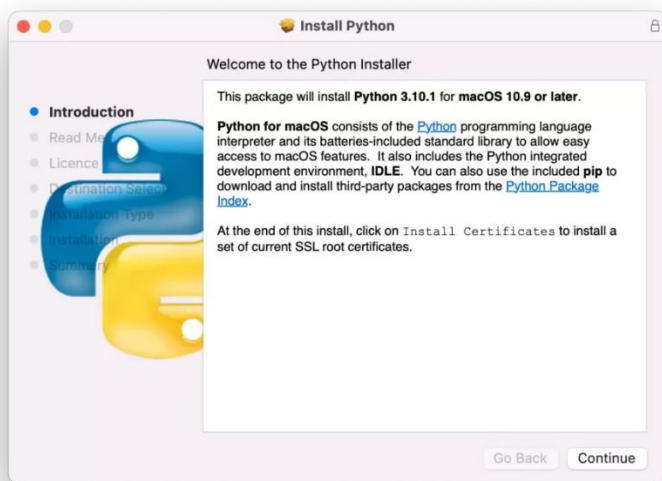 Install Python
Welcome to the Python Installer
Introduction
Read Me
Licence
Destination Select
Installation Type
Installation
Summary
This package will install Python 3.10.1 for macOS 10.9 or later.
Python for macOS consists of the Python programming language
interpreter and its batteries-included standard library to allow easy
access to macOS features. It also includes the Python integrated
development environment, IDLE. You can also use the included pip to
download and install third-party packages from the Python Package
Index.
At the end of this install, click on Install Certificates to install a
set of current SSL root certificates.
Go Back
Continue